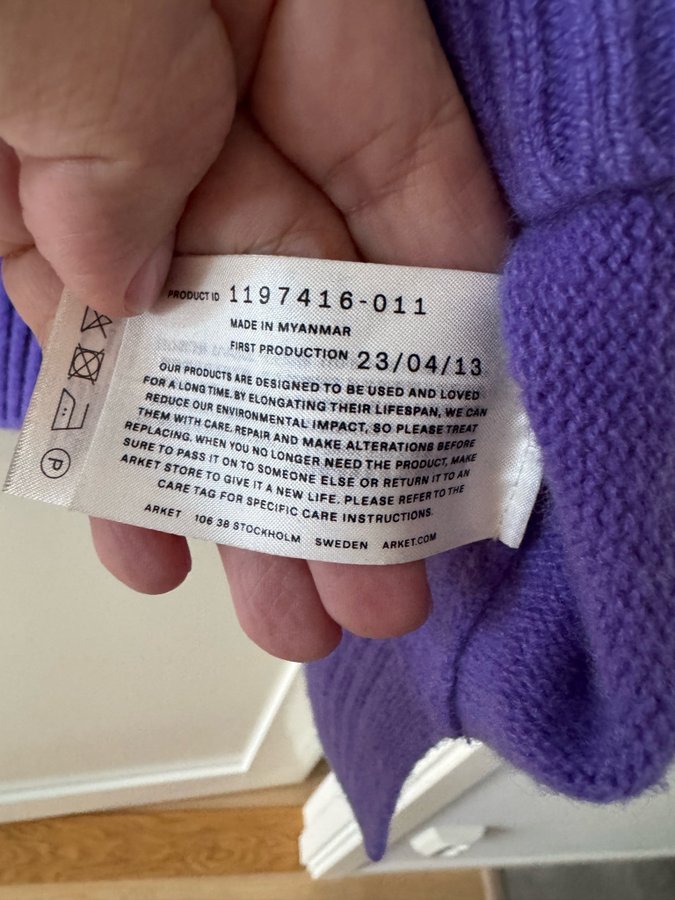 PRODUCT ID 1197416-011
MADE IN MYANMAR
FIRST PRODUCTION 23/04/13
OUR PRODUCTS ARE DESIGNED TO BE USED AND LOVED
FOR A LONG TIME. BY ELONGATING THEIR LIFESPAN, WE CAN
REDUCE OUR ENVIRONMENTAL IMPACT, SO PLEASE TREAT
THEM WITH CARE, REPAIR AND MAKE ALTERATIONS BEFORE
REPLACING. WHEN YOU NO LONGER NEED THE PRODUCT, MAKE
SURE TO PASS IT ON TO SOMEONE ELSE OR RETURN IT TO AN
ARKET STORE TO GIVE IT A NEW LIFE. PLEASE REFER TO THE
CARE TAG FOR SPECIFIC CARE INSTRUCTIONS.
ARKET 106 38 STOCKHOLM SWEDEN ARKET.COM
P